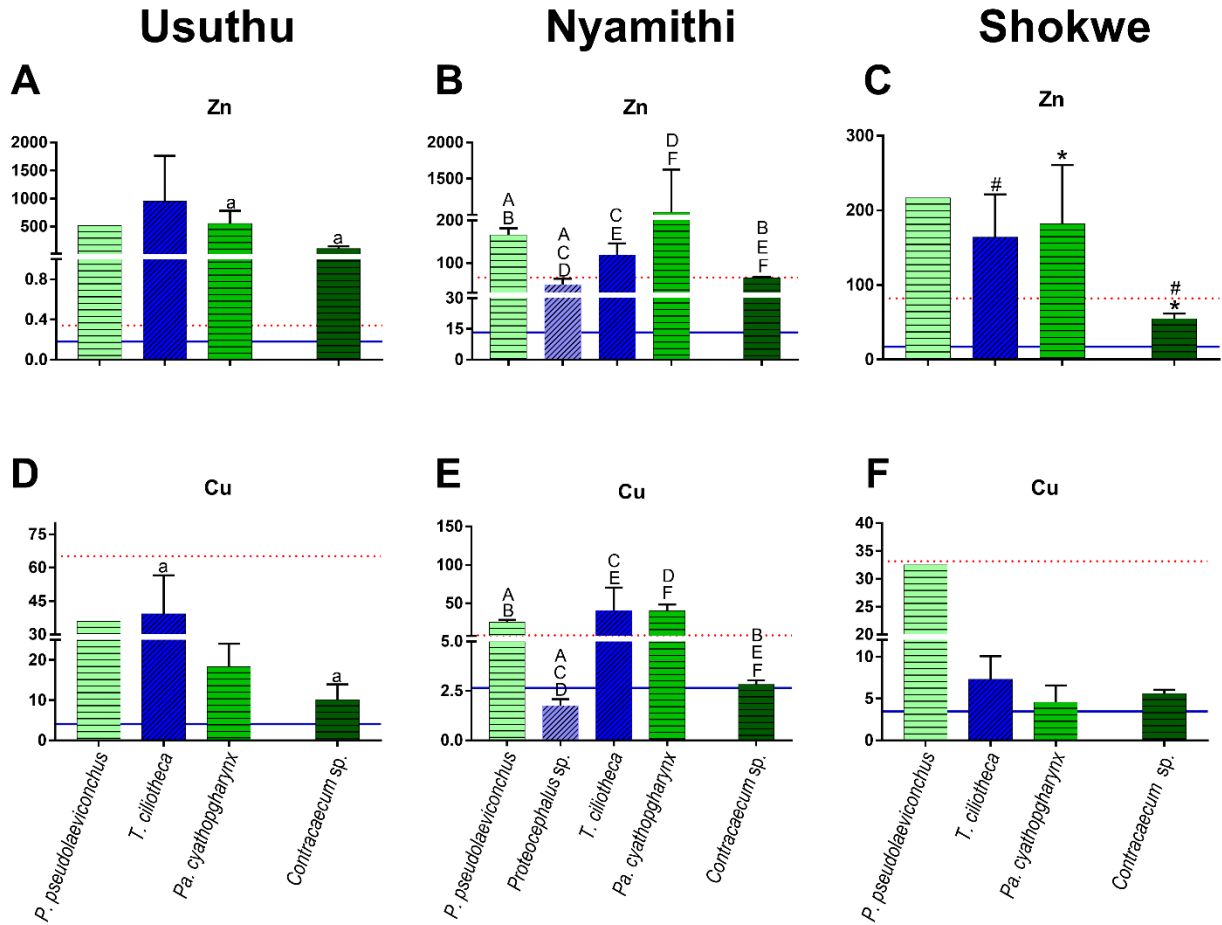 Usuthu Nyamithi Shokwe
A B C
Zn Zn Zn
2000
1500
1000
500
0.8
0.4
0.0
a
a
2000
1500
200
100
30
15
0
A
B
A
C
D
C
E
D
F
B
E
F
300
200
100
0
#
*
#
*
D E F
Cu Cu Cu
75
60
45
30
20
10
0
a
a
150
100
50
5.0
2.5
0.0
A
B
A
C
D
C
E
D
F
B
E
F
40
35
30
25
20
15
10
5
0
P. pseudolaeviconchus
T. ciliotheca
Pa. cyathopgharynx
Contracaecum sp.
P. pseudolaeviconchus
Proteocephalus sp.
T. ciliotheca
Pa. cyathopgharynx
Contracaecum sp.
P. pseudolaeviconchus
T. ciliotheca
Pa. cyathopgharynx
Contracaecum sp.